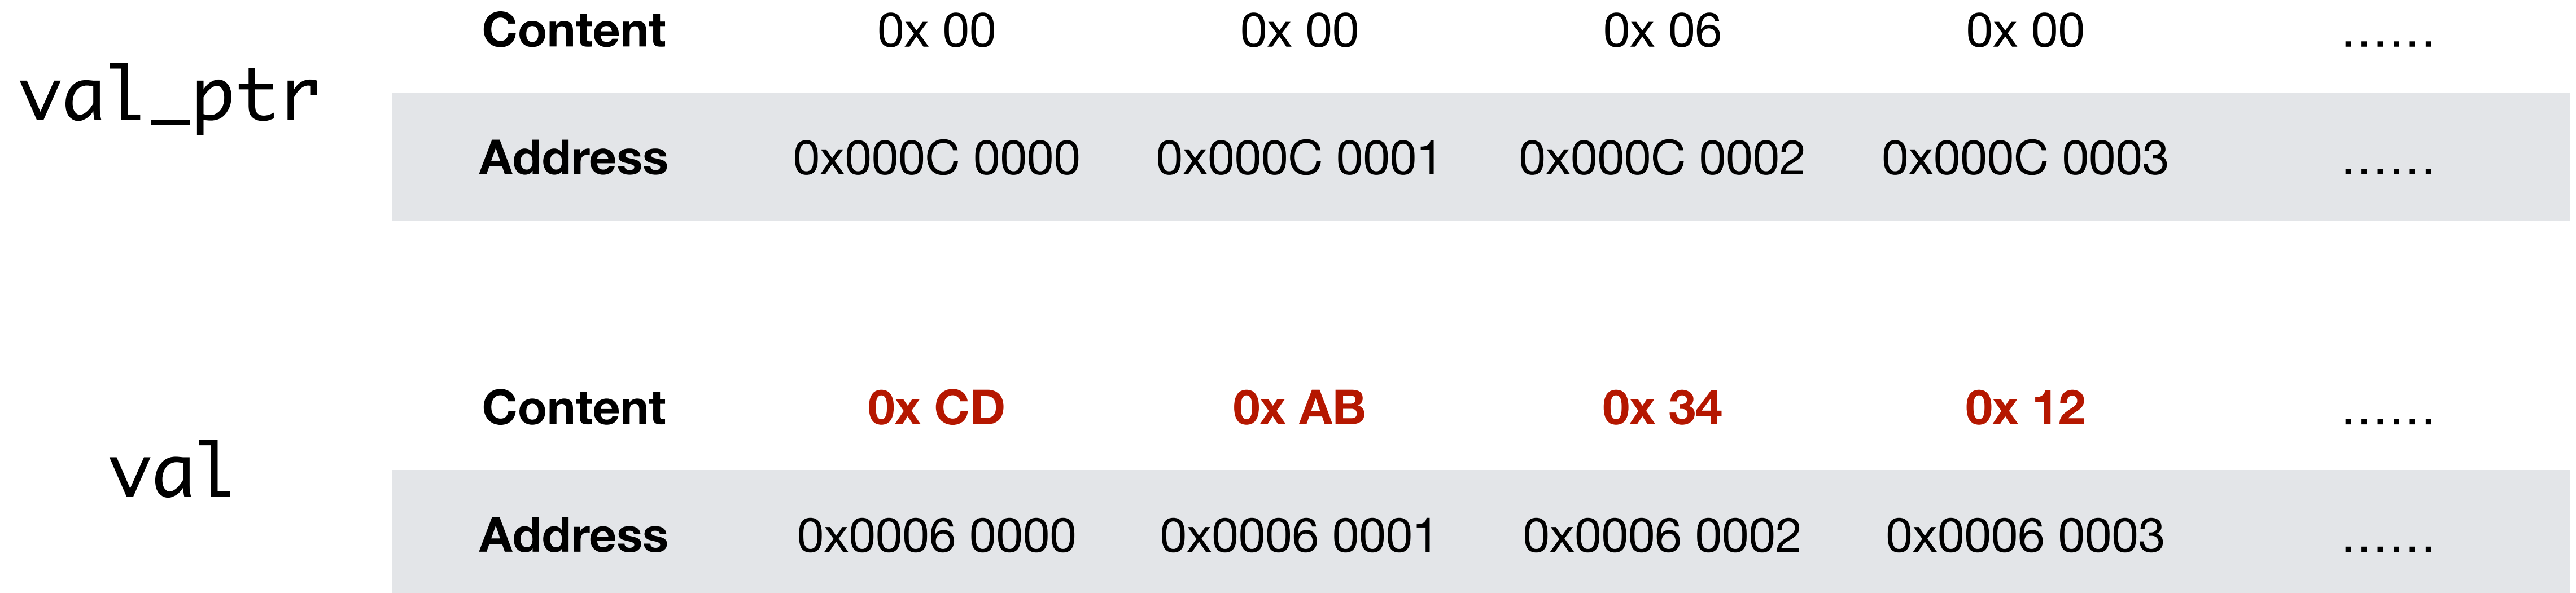 Content 0x 00 0x 00 0x 06 0x 00 ......
val_ptr
Address 0x000C 0000 0x000C 0001 0x000C 0002 0x000C 0003 ......
Content 0x CD 0x AB 0x 34 0x 12 ......
val
Address 0x0006 0000 0x0006 0001 0x0006 0002 0x0006 0003 ......